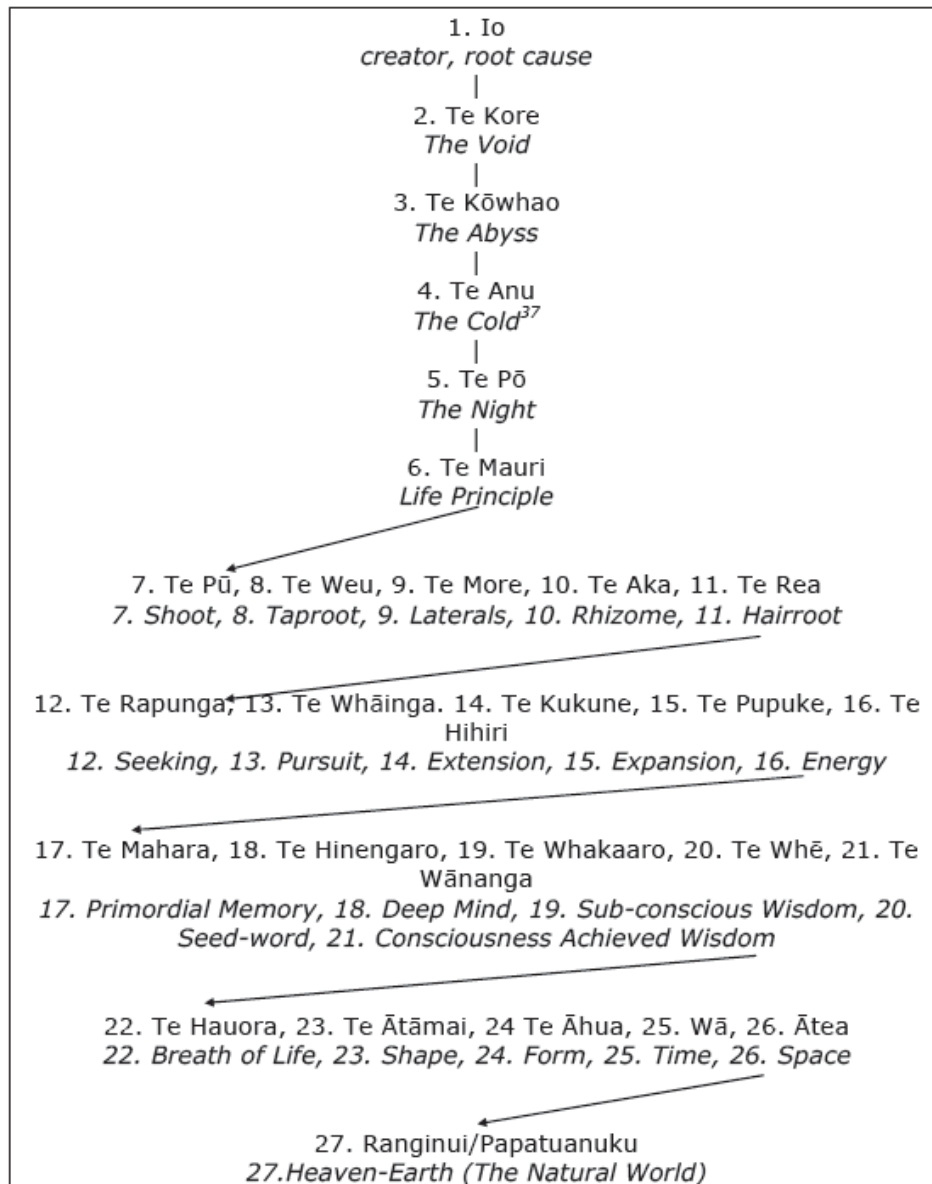 1. Io
creator, root cause
2. Te Kore
The Void
3. Te Kōwhao
The Abyss
4. Te Anu
The Cold37
5. Te Pō
The Night
6. Te Mauri
Life Principle
7. Te Pū, 8. Te Weu, 9. Te More, 10. Te Aka, 11. Te Rea
7. Shoot, 8. Taproot, 9. Laterals, 10. Rhizome, 11. Hairroot
12. Te Rapunga, 13. Te Whāinga. 14. Te Kukune, 15. Te Pupuke, 16. Te
Hihiri
12. Seeking, 13. Pursuit, 14. Extension, 15. Expansion, 16. Energy
17. Te Mahara, 18. Te Hinengaro, 19. Te Whakaaro, 20. Te Whē, 21. Te
Wānanga
17. Primordial Memory, 18. Deep Mind, 19. Sub-conscious Wisdom, 20.
Seed-word, 21. Consciousness Achieved Wisdom
22. Te Hauora, 23. Te Ātāmai, 24 Te Āhua, 25. Wā, 26. Ātea
22. Breath of Life, 23. Shape, 24. Form, 25. Time, 26. Space
27. Ranginui/Papatuanuku
27.Heaven-Earth (The Natural World)